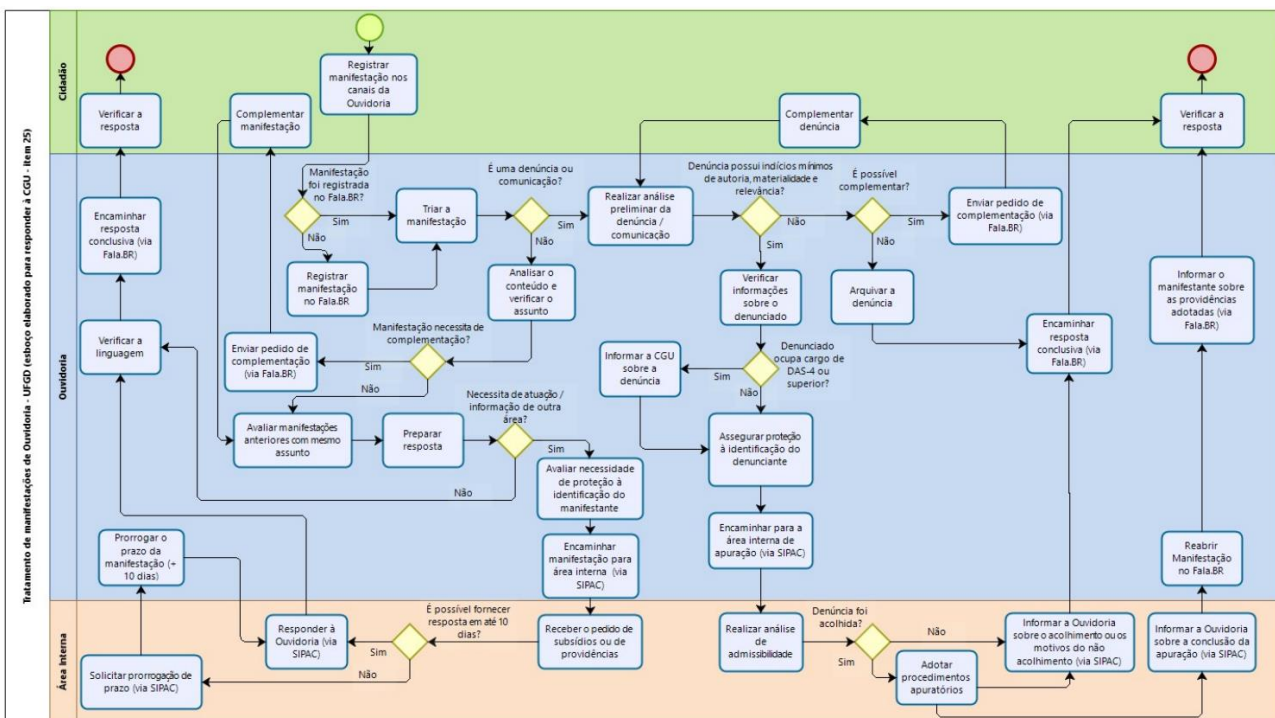 Tratamento de manifestações de Ouvidoria - UFGD (esboço elaborado para responder à CGU - item 25)
Cidadão
Verificar a
resposta
Complementar
manifestação
Registrar
manifestação nos
canais da
Ouvidoria
Complementar
denúncia
Verificar a
resposta
Ouvidoria
Encaminhar
resposta
conclusiva (via
Fala.BR)
Verificar a
linguagem
Manifestação
foi registrada
no Fala.BR?
Sim
Não
Registrar
manifestação
no Fala.BR
Triar a
manifestação
É uma denúncia ou
comunicação?
Sim
Não
Analisar o
conteúdo e
verificar o
assunto
Manifestação necessita de
complementação?
Sim
Não
Enviar pedido de
complementação
(via Fala.BR)
Avaliar manifestações
anteriores com mesmo
assunto
Preparar
resposta
Necessita de atuação /
informação de outra
área?
Sim
Não
Avaliar necessidade
de proteção à
identificação do
manifestante
Encaminhar
manifestação para
área interna (via
SIPAC)
Prorrogar o
prazo da
manifestação (+
10 dias)
Realizar análise
preliminar da
denúncia /
comunicação
Denúncia possui indícios mínimos
de autoria, materialidade e
relevância?
Não
Sim
É possível
complementar?
Sim
Não
Enviar pedido de
complementação (via
Fala.BR)
Arquivar a
denúncia
Verificar
informações
sobre o
denunciado
Denunciado
ocupa cargo de
DAS-4 ou
superior?
Sim
Não
Informar a CGU
sobre a
denúncia
Assegurar proteção
à identificação do
denunciante
Encaminhar para a
área interna de
apuração (via SIPAC)
Encaminhar
resposta
conclusiva (via
Fala.BR)
Informar o
manifestante sobre
as providências
adotadas (via
Fala.BR)
Reabrir
Manifestação
no Fala.BR
Área Interna
Solicitar prorrogação de
prazo (via SIPAC)
Responder à
Ouvidoria (via
SIPAC)
É possível fornecer
resposta em até 10
dias?
Sim
Não
Receber o pedido de
subsídios ou de
providências
Realizar análise
de
admissibilidade
Denúncia foi
acolhida?
Não
Sim
Adotar
procedimentos
apuratórios
Informar a Ouvidoria
sobre o acolhimento ou os
motivos do não
acolhimento (via SIPAC)
Informar a Ouvidoria
sobre a conclusão da
apuração (via SIPAC)